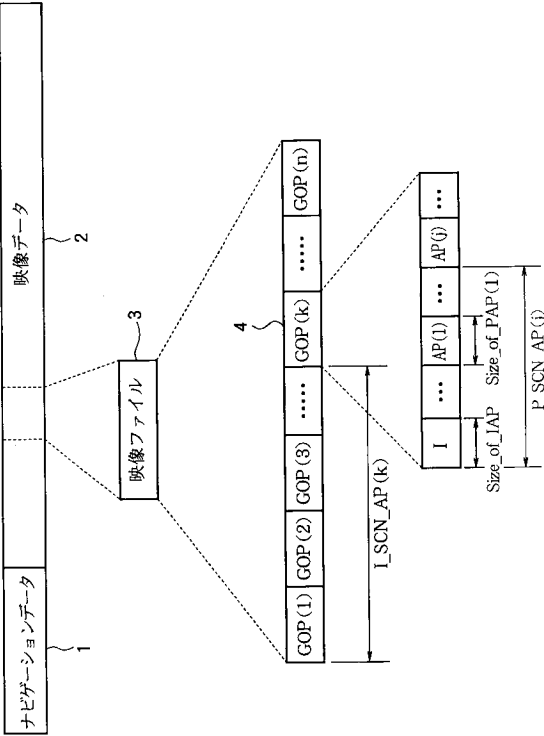 ナビゲーションデータ
映像データ
1
2
映像ファイル
3
4
GOP(1)
GOP(2)
GOP(3)
.....
GOP(k)
.....
GOP(n)
I_SCN_AP(k)
I
...
AP(1)
...
AP(j)
...
Size_of_IAP
Size_of_PAP(1)
P_SCN_AP(j)